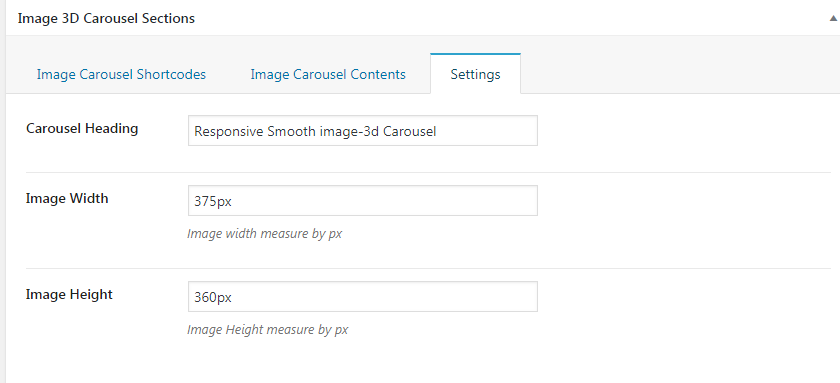 Image 3D Carousel Sections
Image Carousel Shortcodes Image Carousel Contents Settings
Carousel Heading Responsive Smooth image-3d Carousel
Image Width 375px
Image width measure by px
Image Height 360px
Image Height measure by px